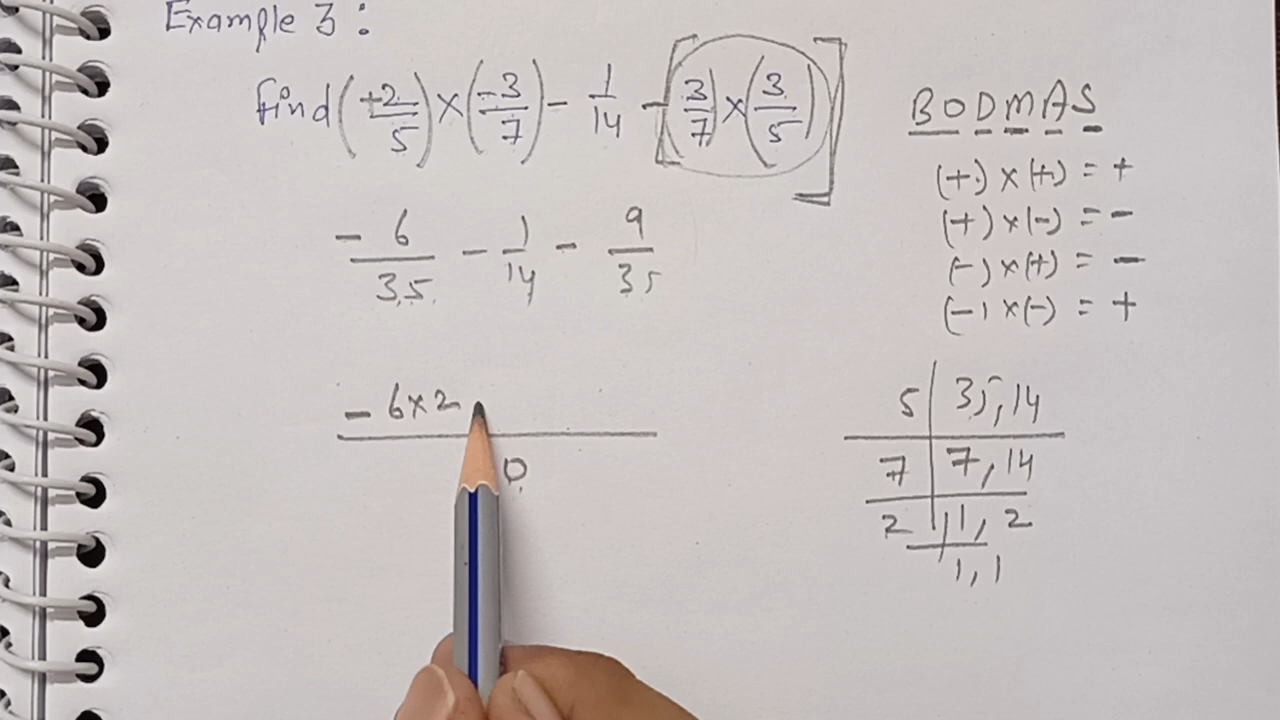 Example 3:
find (+2/5) × (-3/7) - 1/14 - [(3/7) × (3/5)]
-6/35 - 1/14 - 9/35
-6×2
0
BODMAS
(+) × (+) = +
(+) × (-) = -
(-) × (+) = -
(-) × (-) = +
5 | 35, 14
7 | 7, 14
2 | 1, 2
1, 1